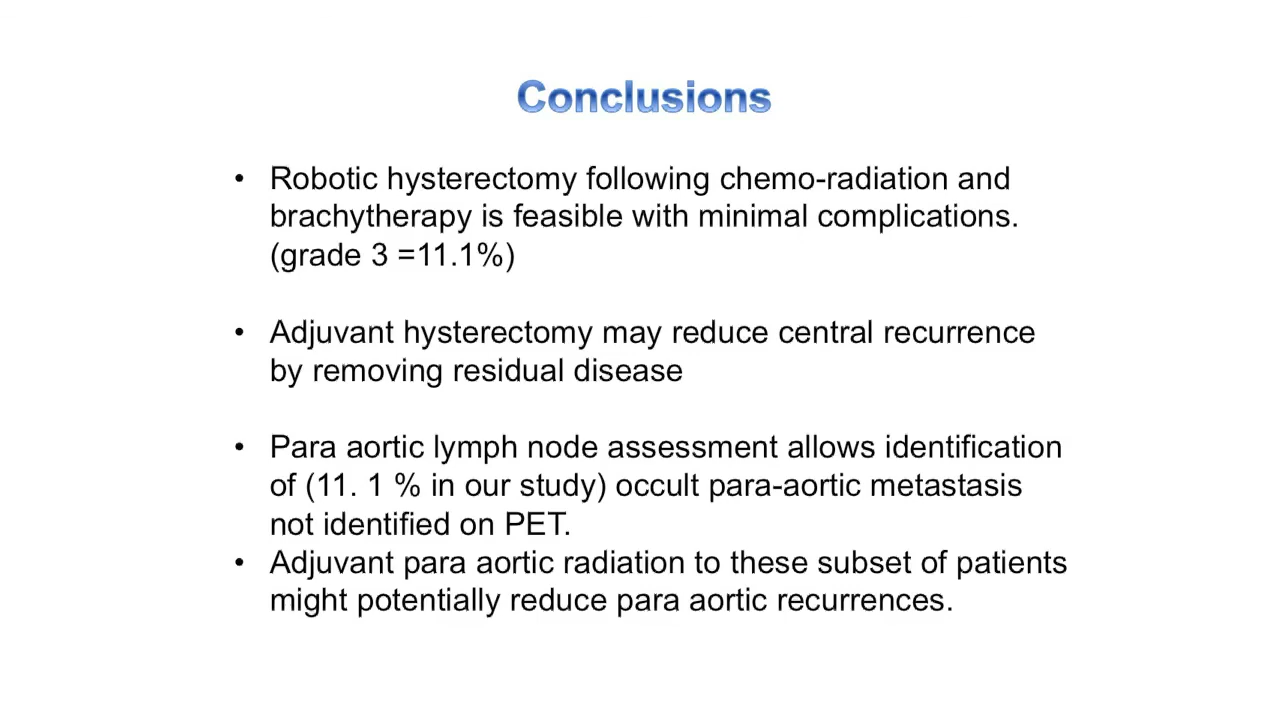 Conclusions
• Robotic hysterectomy following chemo-radiation and
brachytherapy is feasible with minimal complications.
(grade 3 =11.1%)
• Adjuvant hysterectomy may reduce central recurrence
by removing residual disease
• Para aortic lymph node assessment allows identification
of (11. 1 % in our study) occult para-aortic metastasis
not identified on PET.
• Adjuvant para aortic radiation to these subset of patients
might potentially reduce para aortic recurrences.